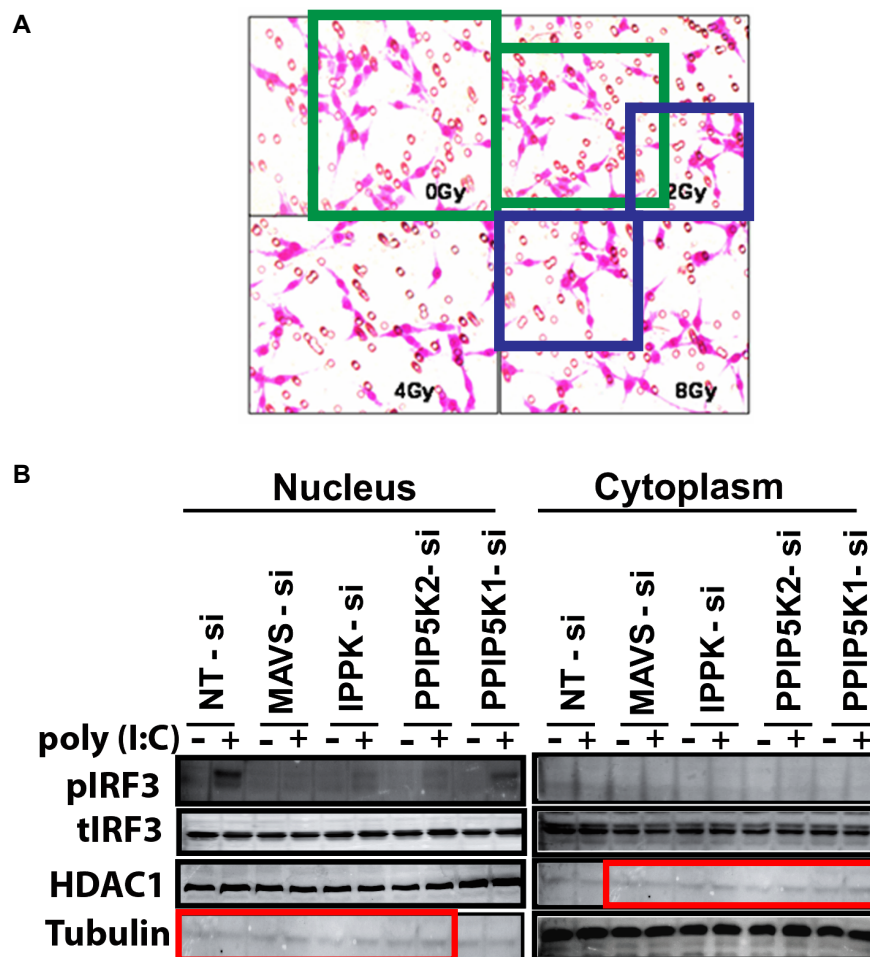 A
0Gy
2Gy
4Gy
8Gy
B
Nucleus
Cytoplasm
NT - si
MAVS - si
IPPK - si
PPIP5K2- si
PPIP5K1- si
NT - si
MAVS - si
IPPK - si
PPIP5K2- si
PPIP5K1- si
poly (I:C) - + - + - + - + - + - + - + - + - + - +
pIRF3
tIRF3
HDAC1
Tubulin